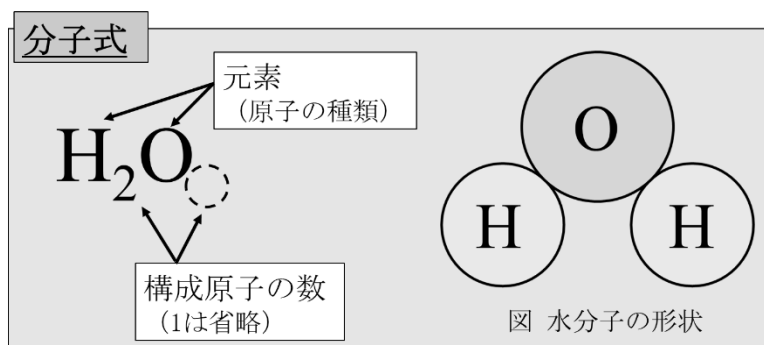 分子式
元素
（原子の種類）
H₂O
構成原子の数
（1は省略）
O
H
H
図 水分子の形状